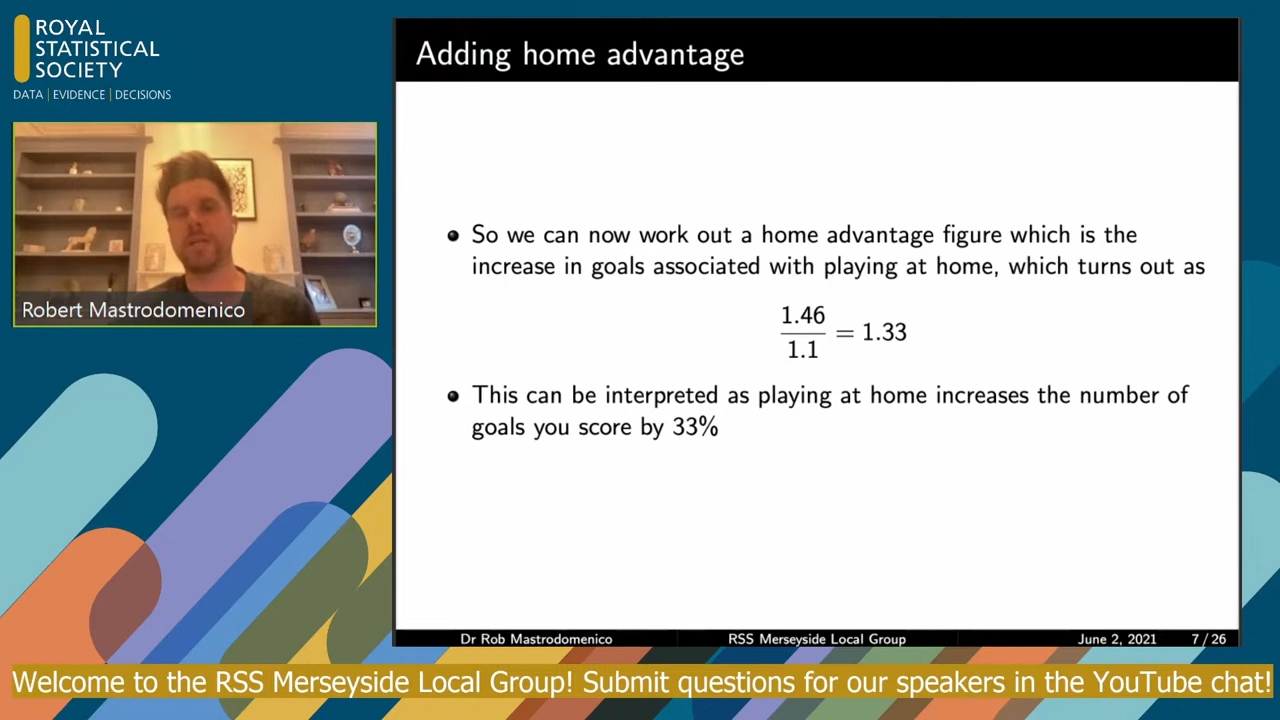 ROYAL
STATISTICAL
SOCIETY
DATA | EVIDENCE | DECISIONS
Robert Mastrodomenico
Adding home advantage
So we can now work out a home advantage figure which is the
increase in goals associated with playing at home, which turns out as
1.46
1.1
= 1.33
This can be interpreted as playing at home increases the number of
goals you score by 33%
Dr Rob Mastrodomenico
RSS Merseyside Local Group
June 2, 2021
7 / 26
Welcome to the RSS Merseyside Local Group! Submit questions for our speakers in the YouTube chat!